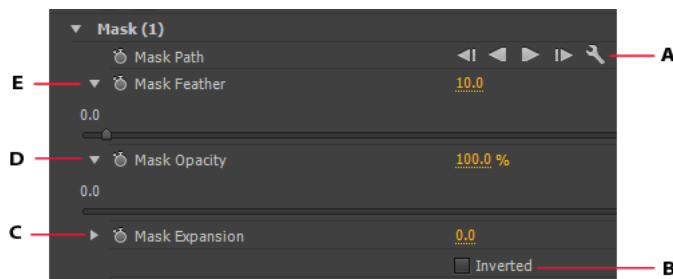 Mask (1)
Mask Path A
E Mask Feather 10.0
0.0
D Mask Opacity 100.0 %
0.0
C Mask Expansion 0.0
Inverted B